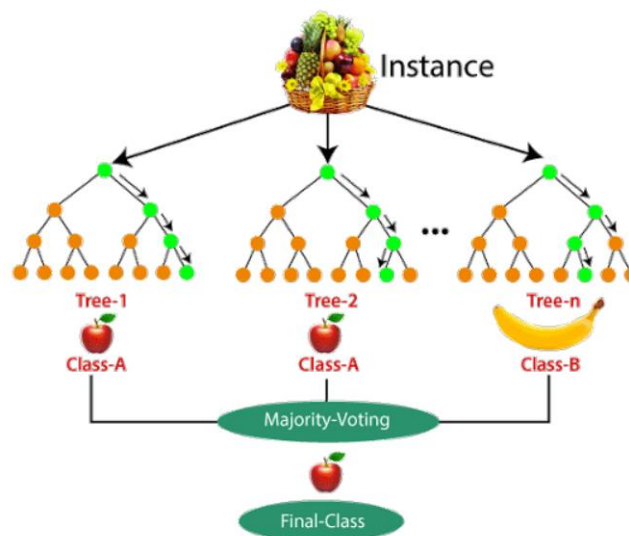 Instance
...
Tree-1
Tree-2
Tree-n
Class-A
Class-A
Class-B
Majority-Voting
Final-Class